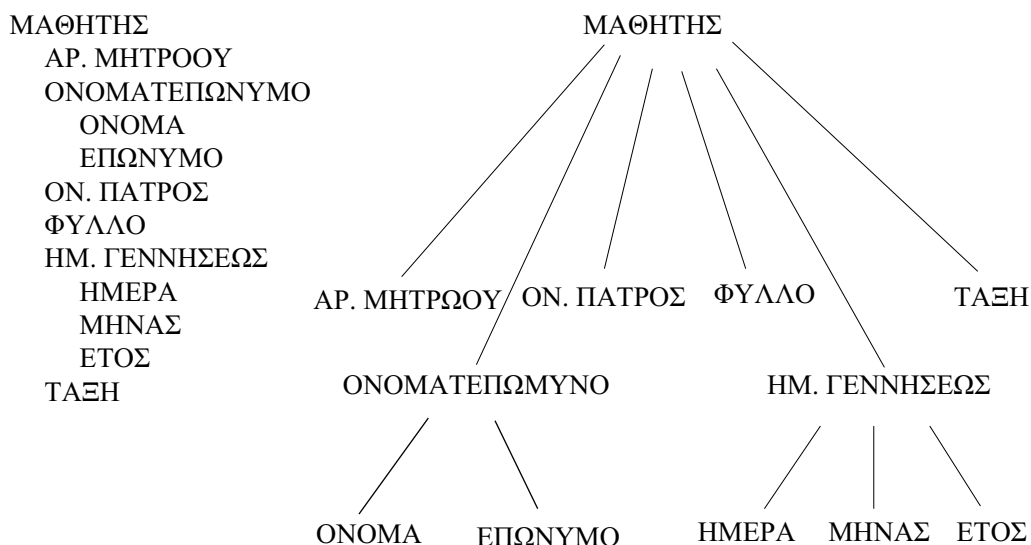 ΜΑΘΗΤΗΣ
ΑΡ. ΜΗΤΡΟΟΥ
ΟΝΟΜΑΤΕΠΩΝΥΜΟ
ΟΝΟΜΑ
ΕΠΩΝΥΜΟ
ΟΝ. ΠΑΤΡΟΣ
ΦΥΛΛΟ
ΗΜ. ΓΕΝΝΗΣΕΩΣ
ΗΜΕΡΑ
ΜΗΝΑΣ
ΕΤΟΣ
ΤΑΞΗ
ΜΑΘΗΤΗΣ
ΑΡ. ΜΗΤΡΩΟΥ ΟΝ. ΠΑΤΡΟΣ ΦΥΛΛΟ ΤΑΞΗ
ΟΝΟΜΑΤΕΠΩΜΥΝΟ ΗΜ. ΓΕΝΝΗΣΕΩΣ
ΟΝΟΜΑ ΕΠΩΝΥΜΟ ΗΜΕΡΑ ΜΗΝΑΣ ΕΤΟΣ